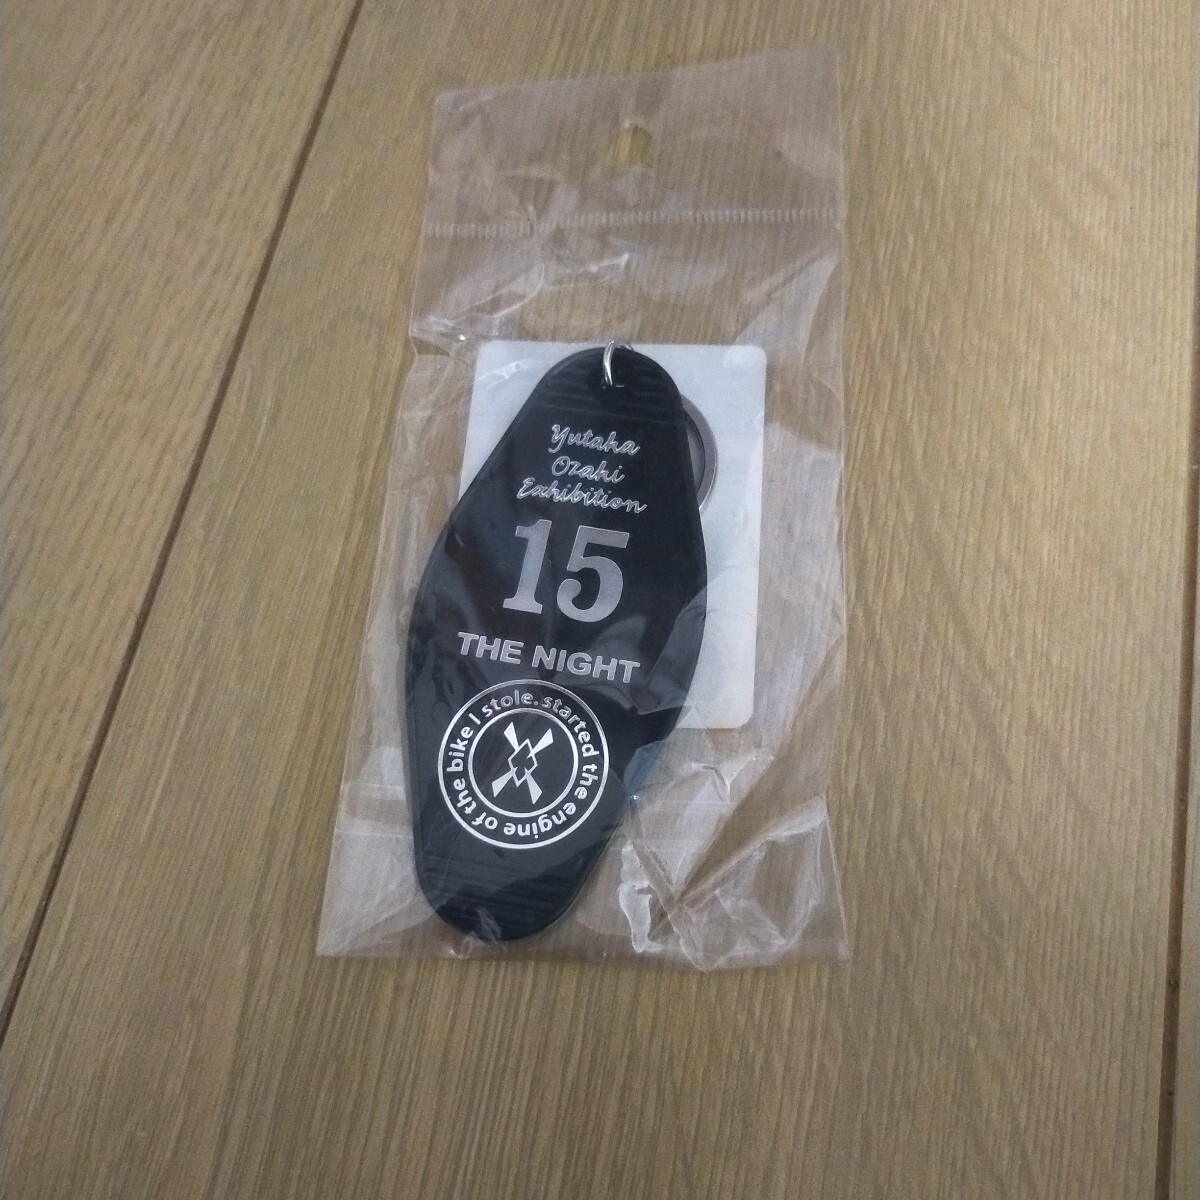 Yutaka
Ozaki
Exhibition
15
THE NIGHT
I stole.started the engine of the bike